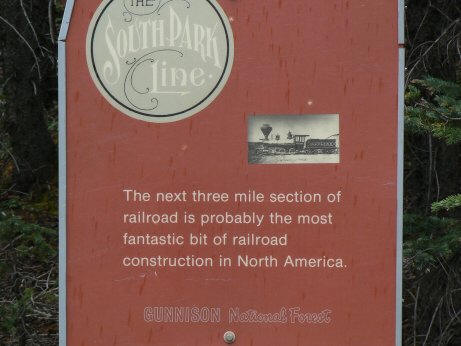 THE
SOUTH PARK
Line
The next three mile section of
railroad is probably the most
fantastic bit of railroad
construction in North America.
GUNNISON National Forest